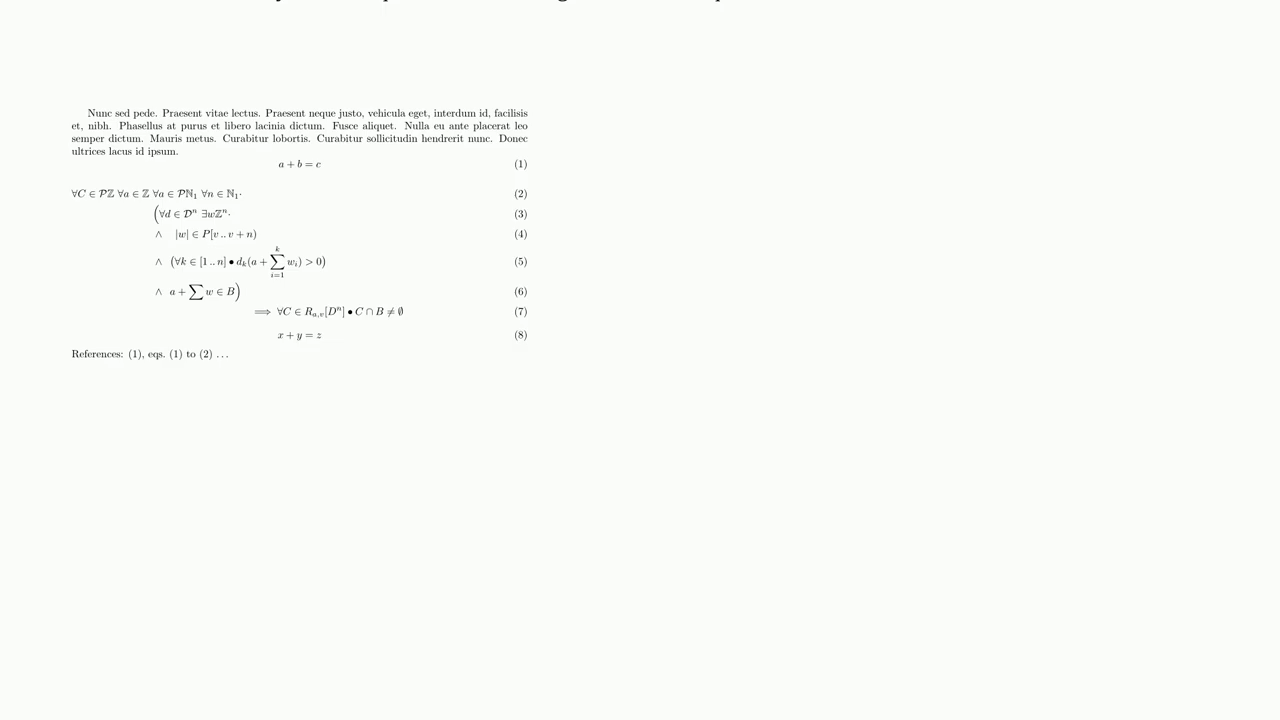 Nunc sed pede. Praesent vitae lectus. Praesent neque justo, vehicula eget, interdum id, facilisis
et, nibh. Phasellus at purus et libero lacinia dictum. Fusce aliquet. Nulla eu ante placerat leo
semper dictum. Mauris metus. Curabitur lobortis. Curabitur sollicitudin hendrerit nunc. Donec
ultrices lacus id ipsum.
a + b = c (1)
∀C ∈ 𝒫ℤ ∀a ∈ ℤ ∀a ∈ 𝒫ℕ₁ ∀n ∈ ℕ₁· (2)
(∀d ∈ 𝒟ⁿ ∃wℤⁿ· (3)
∧ |w| ∈ P[v .. v + n) (4)
∧ (∀k ∈ [1 .. n] • dₖ(a + ∑_{i=1}^{k} wᵢ) > 0) (5)
∧ a + ∑ w ∈ B) (6)
⟹ ∀C ∈ R_{a,v}[Dⁿ] • C ∩ B ≠ ∅ (7)
x + y = z (8)
References: (1), eqs. (1) to (2) …